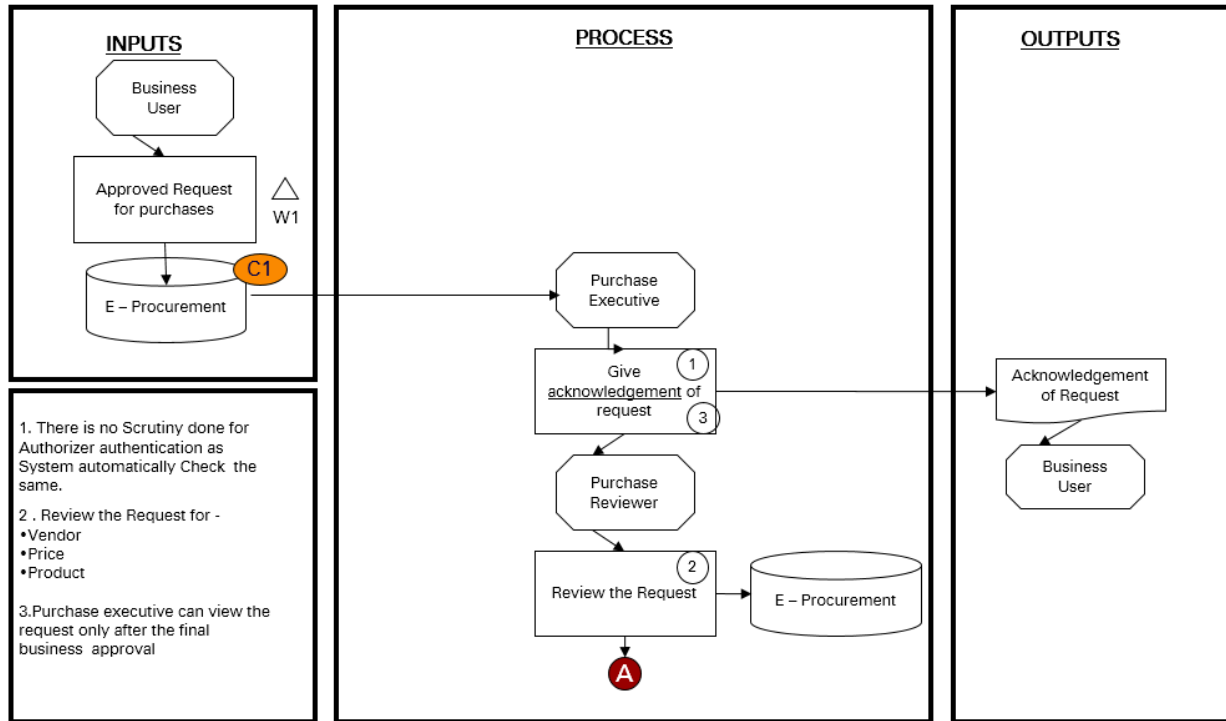 INPUTS
Business
User
Approved Request
for purchases
W1
C1
E – Procurement
1. There is no Scrutiny done for
Authorizer authentication as
System automatically Check the
same.
2 . Review the Request for -
•Vendor
•Price
•Product
3.Purchase executive can view the
request only after the final
business approval
PROCESS
Purchase
Executive
1
Give
acknowledgement of
request
3
Purchase
Reviewer
2
Review the Request
E – Procurement
A
OUTPUTS
Acknowledgement
of Request
Business
User